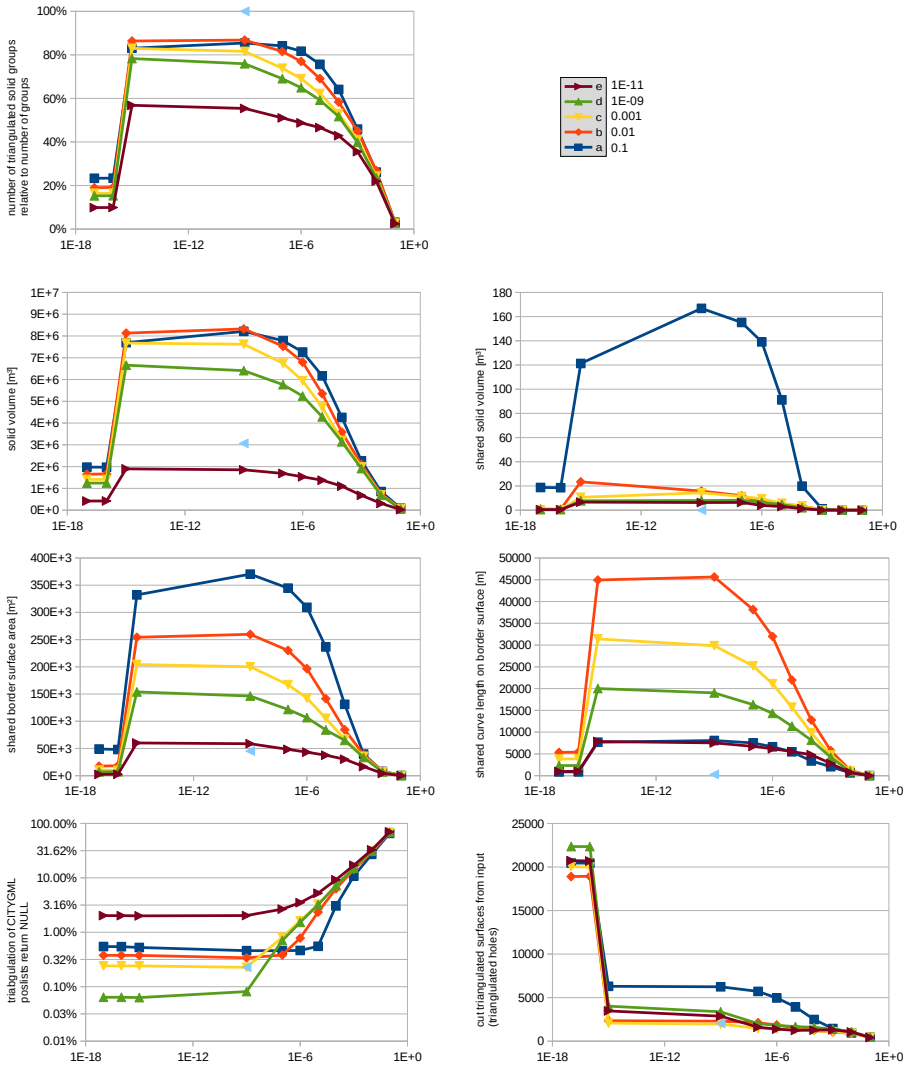 number of triangulated solid groups
relative to number of groups
100%
80%
60%
40%
20%
0%
1E-18
1E-12
1E-6
1E+0
e 1E-11
d 1E-09
c 0.001
b 0.01
a 0.1
solid volume [m³]
1E+7
9E+6
8E+6
7E+6
6E+6
5E+6
4E+6
3E+6
2E+6
1E+6
0E+0
1E-18
1E-12
1E-6
1E+0
shared solid volume [m³]
180
160
140
120
100
80
60
40
20
0
1E-18
1E-12
1E-6
1E+0
shared border surface area [m²]
400E+3
350E+3
300E+3
250E+3
200E+3
150E+3
100E+3
50E+3
0E+0
1E-18
1E-12
1E-6
1E+0
shared curve length on border surface [m]
50000
45000
40000
35000
30000
25000
20000
15000
10000
5000
0
1E-18
1E-12
1E-6
1E+0
triabgulation of CITYGML
poslists return NULL
100.00%
31.62%
10.00%
3.16%
1.00%
0.32%
0.10%
0.03%
0.01%
1E-18
1E-12
1E-6
1E+0
cut triangulated surfaces from input
(trianglulated holes)
25000
20000
15000
10000
5000
0
1E-18
1E-12
1E-6
1E+0